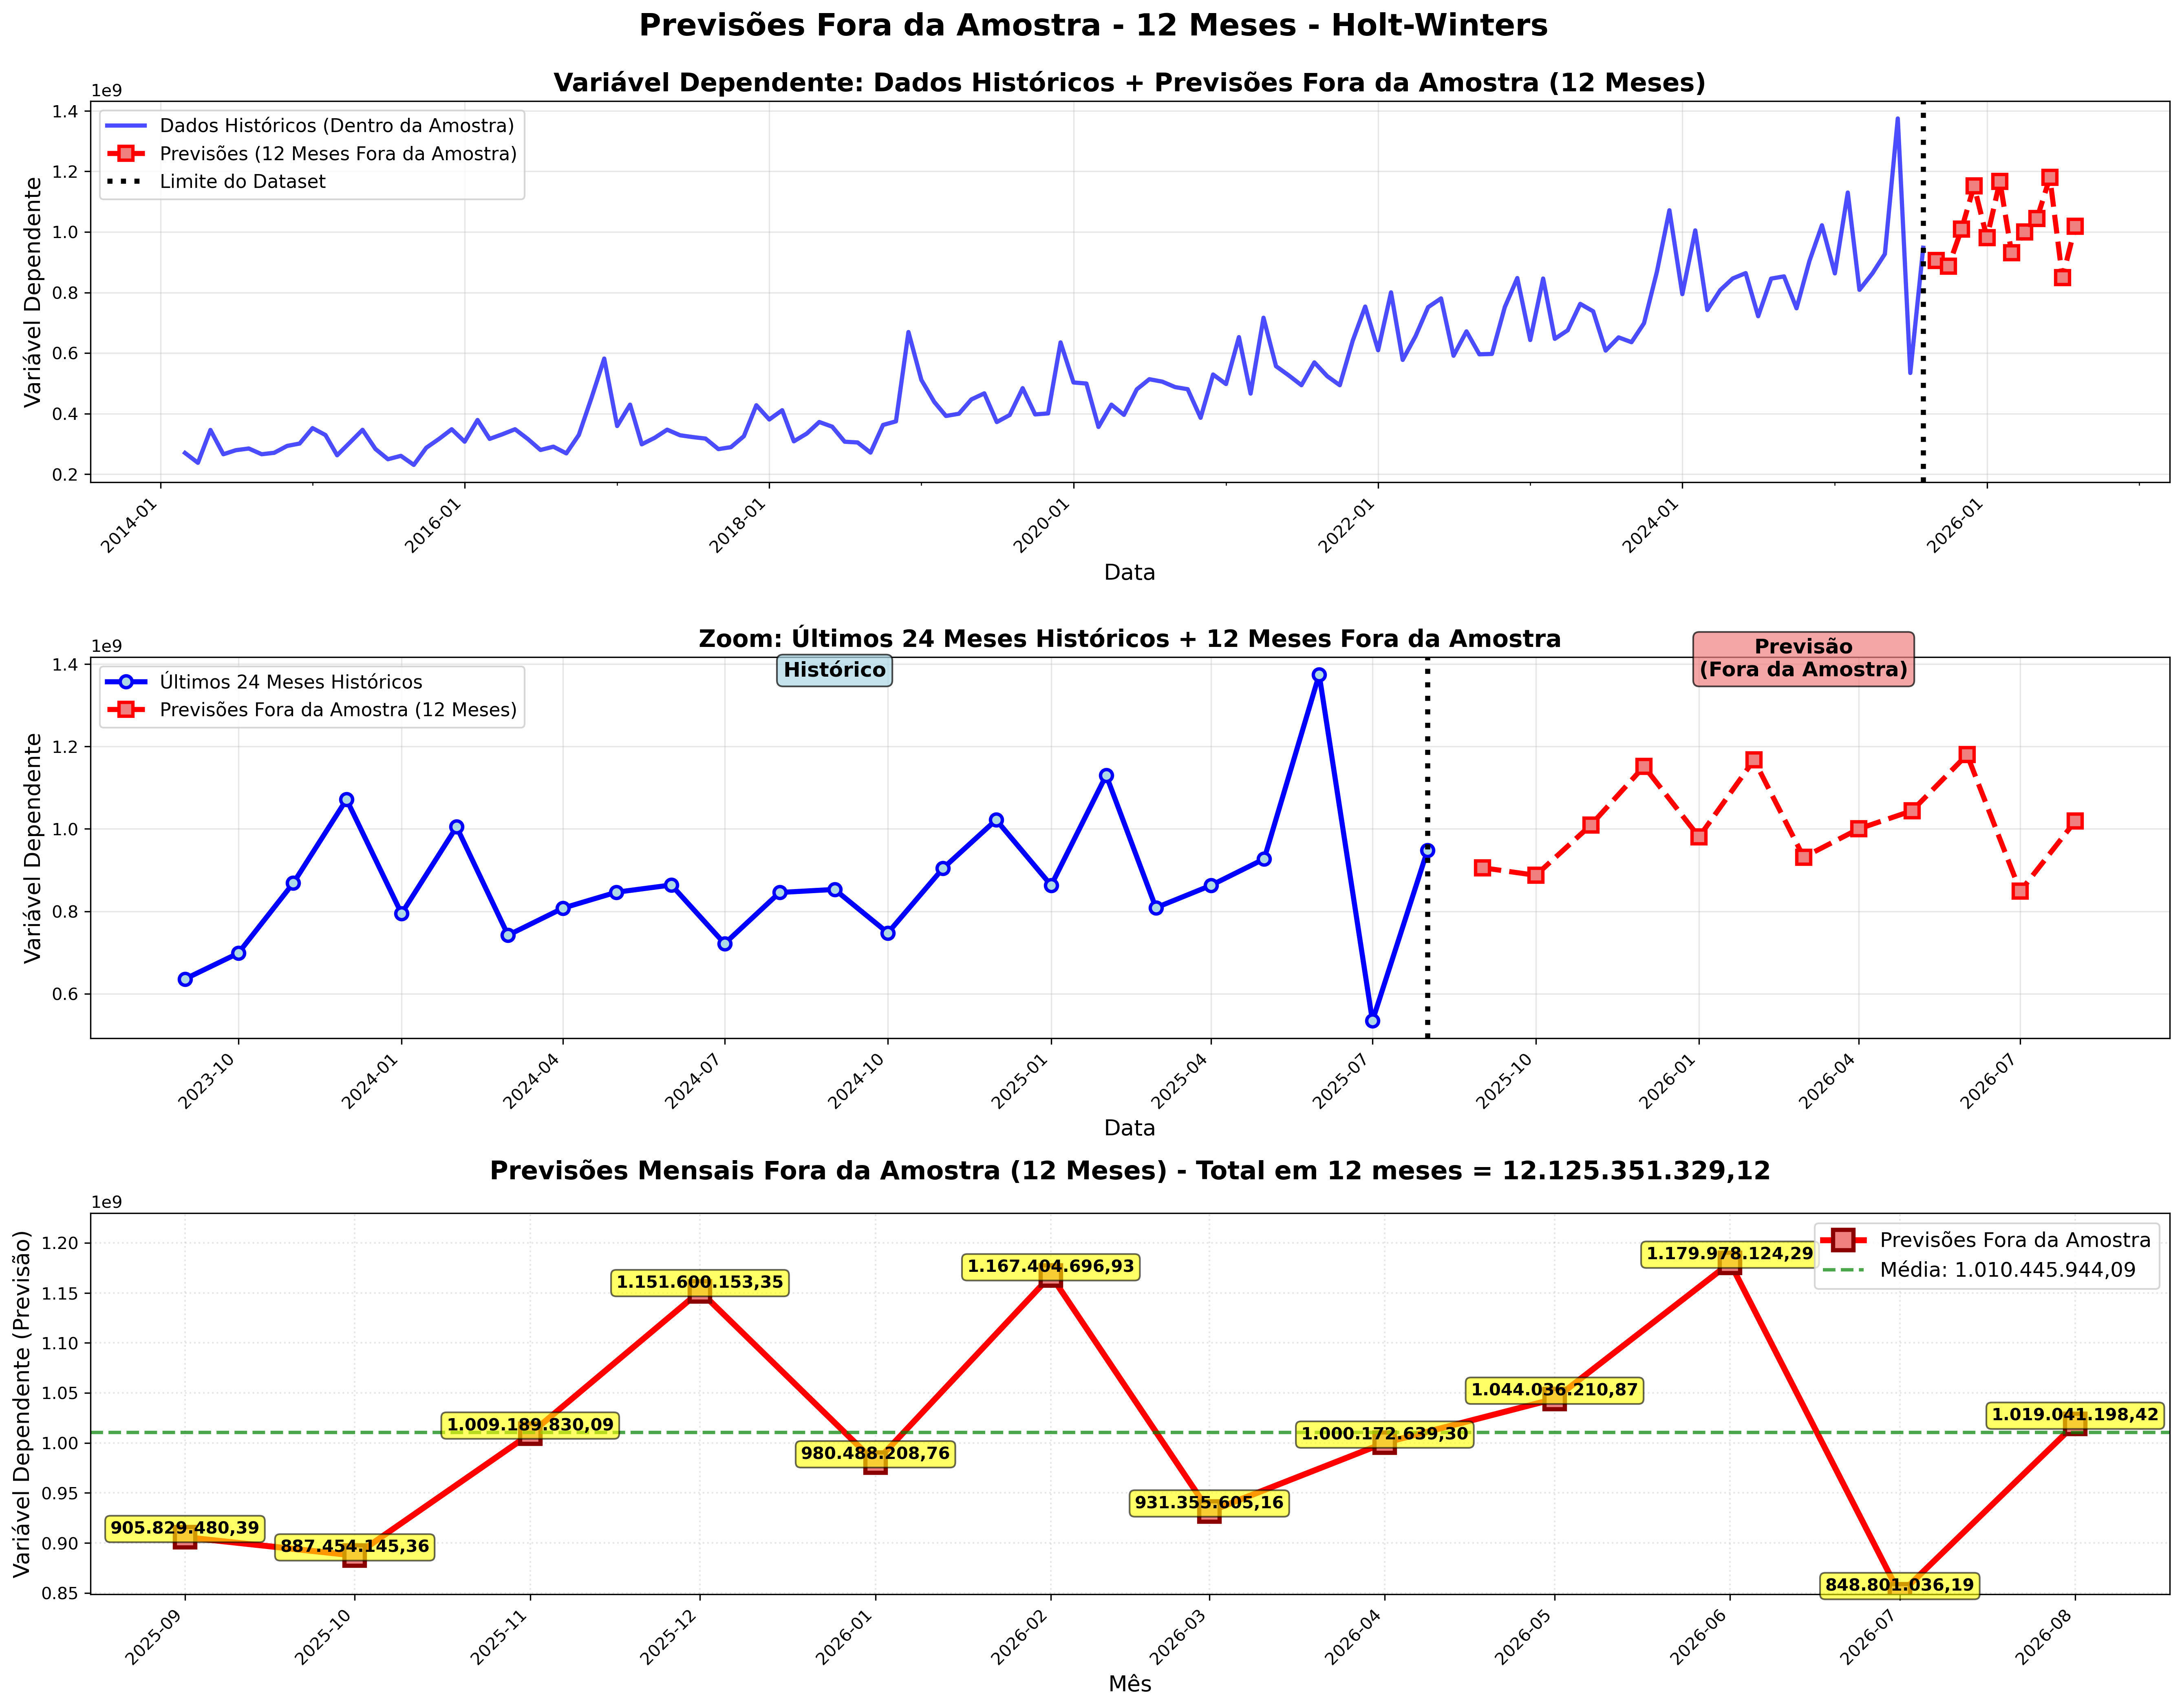 Previsões Fora da Amostra - 12 Meses - Holt-Winters
Variável Dependente: Dados Históricos + Previsões Fora da Amostra (12 Meses)
1e9
Dados Históricos (Dentro da Amostra)
Previsões (12 Meses Fora da Amostra)
Limite do Dataset
Variável Dependente
1.4
1.2
1.0
0.8
0.6
0.4
0.2
2014-01
2016-01
2018-01
2020-01
2022-01
2024-01
2026-01
Data
Zoom: Últimos 24 Meses Históricos + 12 Meses Fora da Amostra
1e9
Últimos 24 Meses Históricos
Previsões Fora da Amostra (12 Meses)
Histórico
Previsão
(Fora da Amostra)
Variável Dependente
1.4
1.2
1.0
0.8
0.6
2023-10
2024-01
2024-04
2024-07
2024-10
2025-01
2025-04
2025-07
2025-10
2026-01
2026-04
2026-07
Data
Previsões Mensais Fora da Amostra (12 Meses) - Total em 12 meses = 12.125.351.329,12
1e9
Previsões Fora da Amostra
Média: 1.010.445.944,09
Variável Dependente (Previsão)
1.20
1.15
1.10
1.05
1.00
0.95
0.90
0.85
905.829.480,39
887.454.145,36
1.009.189.830,09
1.151.600.153,35
980.488.208,76
1.167.404.696,93
931.355.605,16
1.000.172.639,30
1.044.036.210,87
1.179.978.124,29
848.801.036,19
1.019.041.198,42
2025-09
2025-10
2025-11
2025-12
2026-01
2026-02
2026-03
2026-04
2026-05
2026-06
2026-07
2026-08
Mês